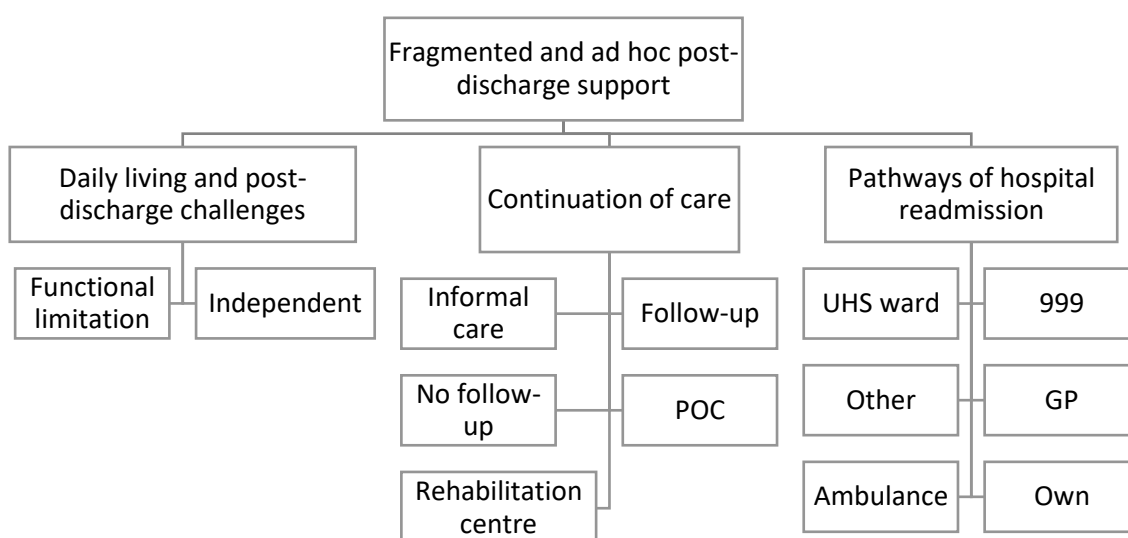 Fragmented and ad hoc post-
discharge support
Daily living and post-
discharge challenges
Continuation of care
Pathways of hospital
readmission
Functional
limitation
Independent
Informal
care
Follow-up
No follow-
up
POC
Rehabilitation
centre
UHS ward
999
Other
GP
Ambulance
Own